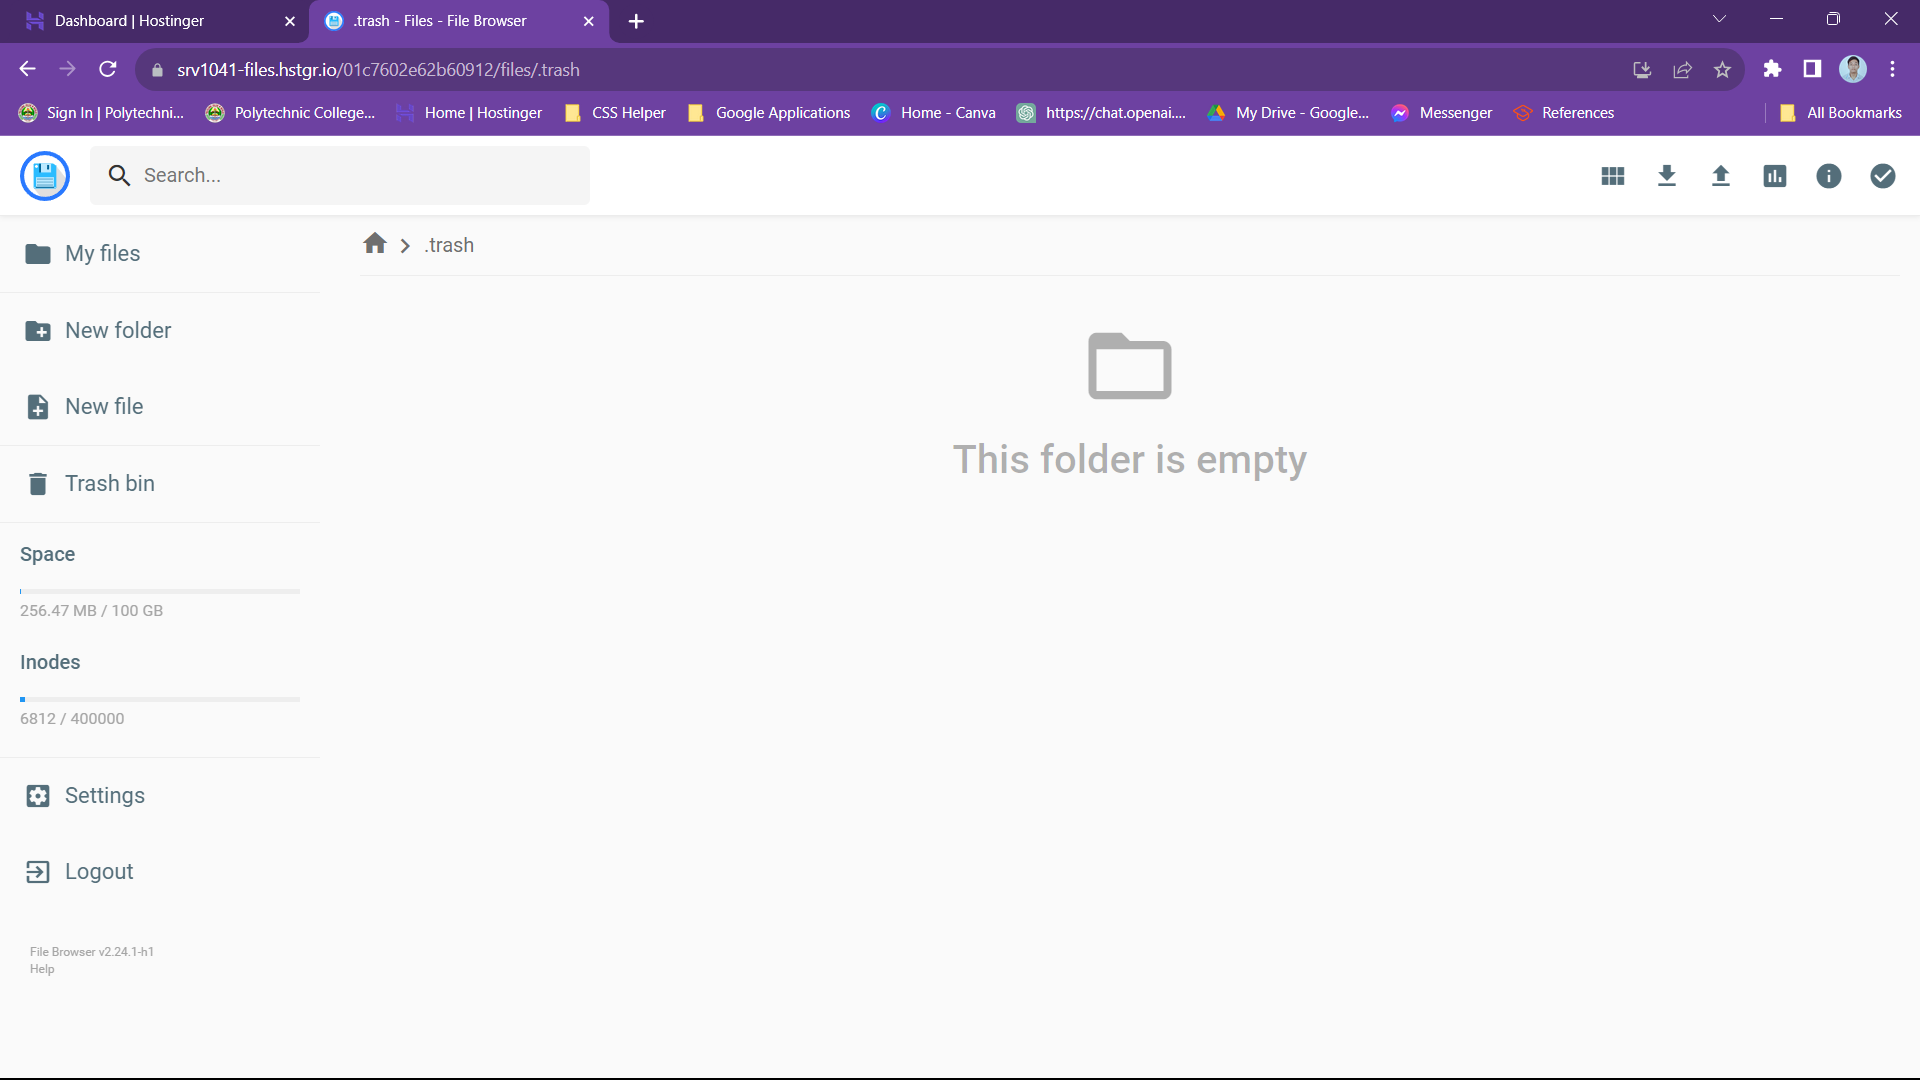 Dashboard | Hostinger
.trash - Files - File Browser
srv1041-files.hstgr.io/01c7602e62b60912/files/.trash
Sign In | Polytechni...
Polytechnic College...
Home | Hostinger
CSS Helper
Google Applications
Home - Canva
https://chat.openai....
My Drive - Google...
Messenger
References
All Bookmarks
Search...
My files
.trash
New folder
New file
This folder is empty
Trash bin
Space
256.47 MB / 100 GB
Inodes
6812 / 400000
Settings
Logout
File Browser v2.24.1-h1
Help